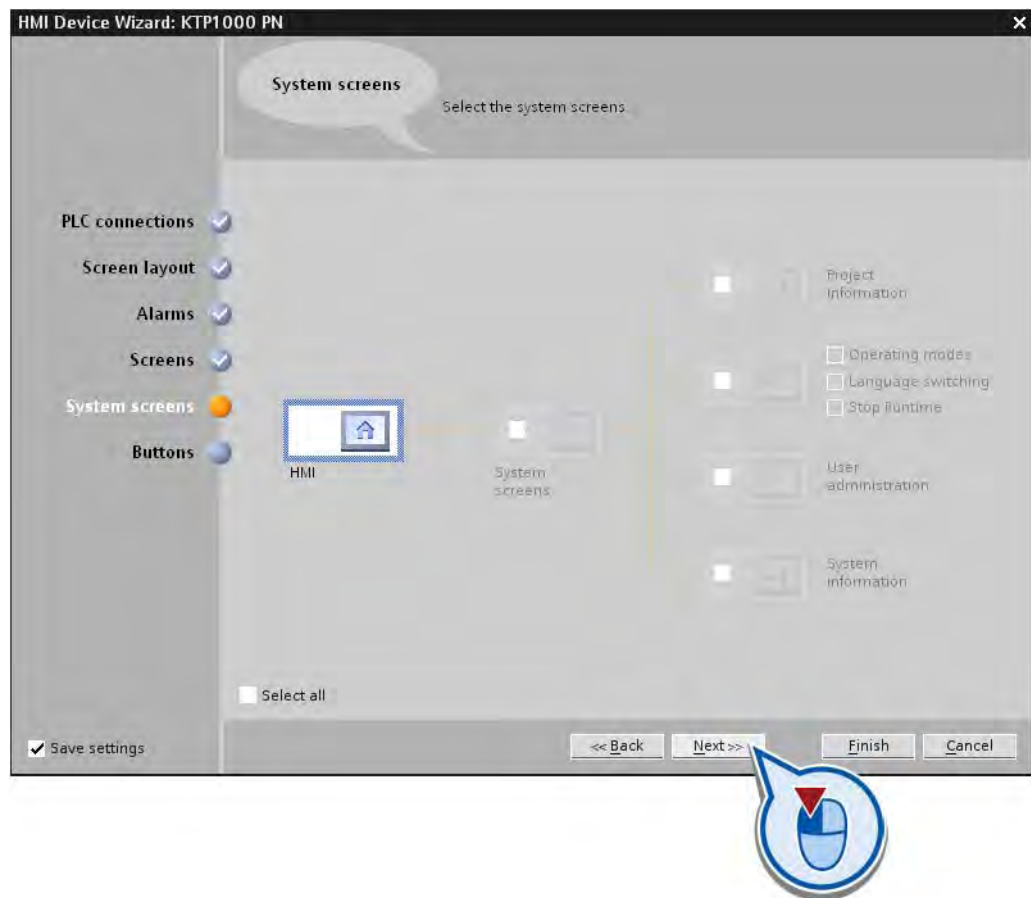 HMI Device Wizard: KTP1000 PN
System screens
Select the system screens.
PLC connections
Screen layout
Alarms
Screens
System screens
Buttons
HMI
System
screens
Project
Information
Operating modes
Language switching
Stop Runtime
User
administration
System
information
Select all
Save settings
<< Back
Next >>
Finish
Cancel